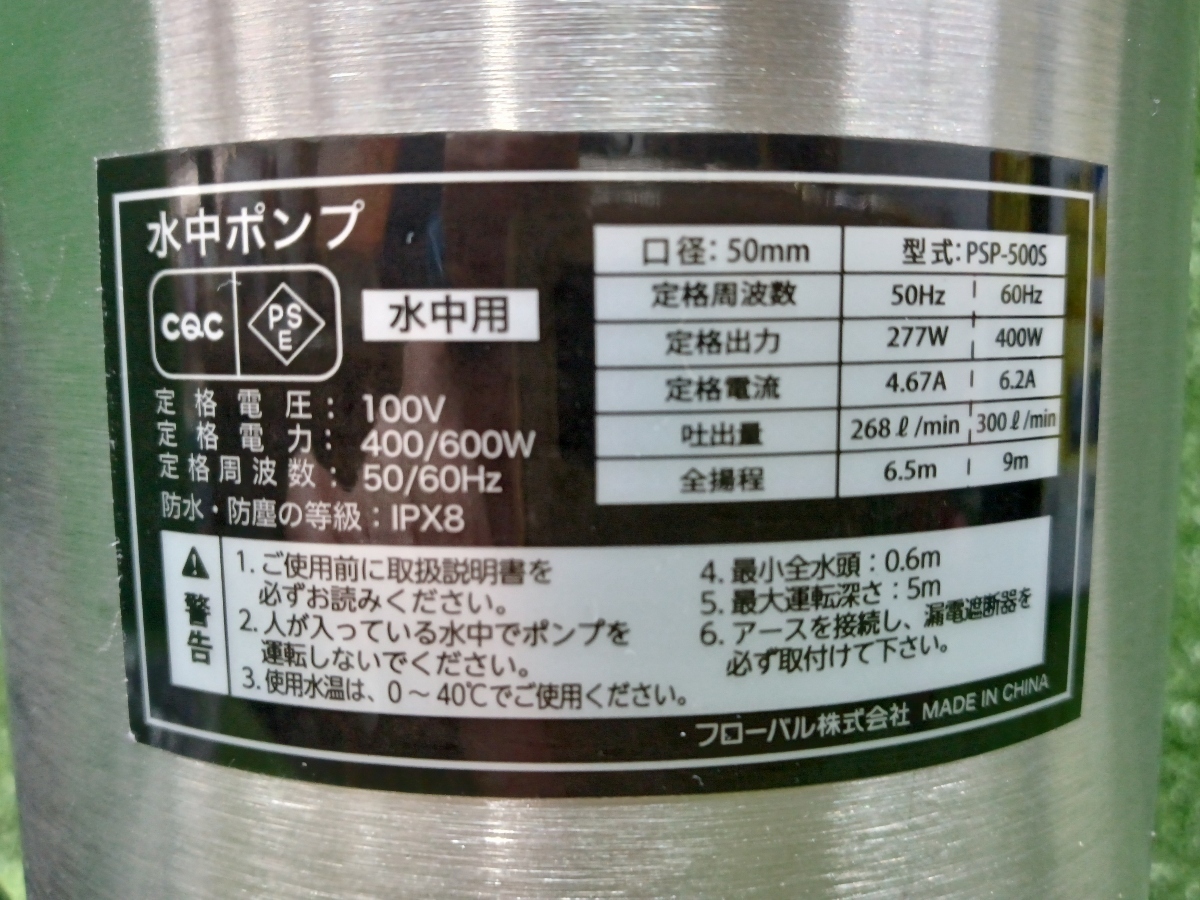 水中ポンプ
CQC
PS
E
水中用
定格電圧：100V
定格電力：400/600W
定格周波数：50/60Hz
防水・防塵の等級：IPX8
口径：50mm 型式：PSP-500S
定格周波数 50Hz 60Hz
定格出力 277W 400W
定格電流 4.67A 6.2A
吐出量 268ℓ/min 300ℓ/min
全揚程 6.5m 9m
警告
1. ご使用前に取扱説明書を
必ずお読みください。
2. 人が入っている水中でポンプを
運転しないでください。
3. 使用水温は、0～40℃でご使用ください。
4. 最小全水頭：0.6m
5. 最大運転深さ：5m
6. アースを接続し、漏電遮断器を
必ず取付けて下さい。
フローバル株式会社 MADE IN CHINA